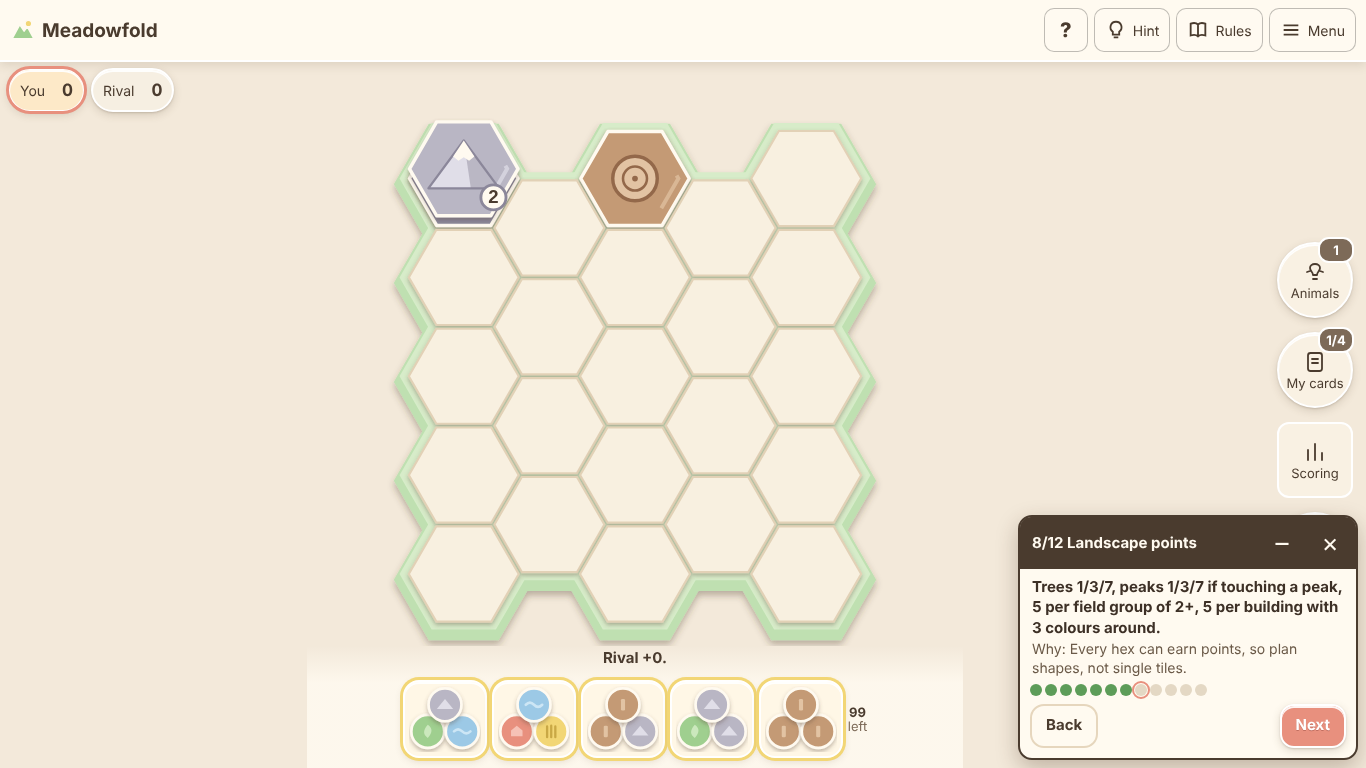 Meadowfold
?
Hint
Rules
Menu
You 0
Rival 0
2
1
Animals
1/4
My cards
Scoring
Rival +0.
99
left
8/12 Landscape points
Trees 1/3/7, peaks 1/3/7 if touching a peak,
5 per field group of 2+, 5 per building with
3 colours around.
Why: Every hex can earn points, so plan
shapes, not single tiles.
Back
Next